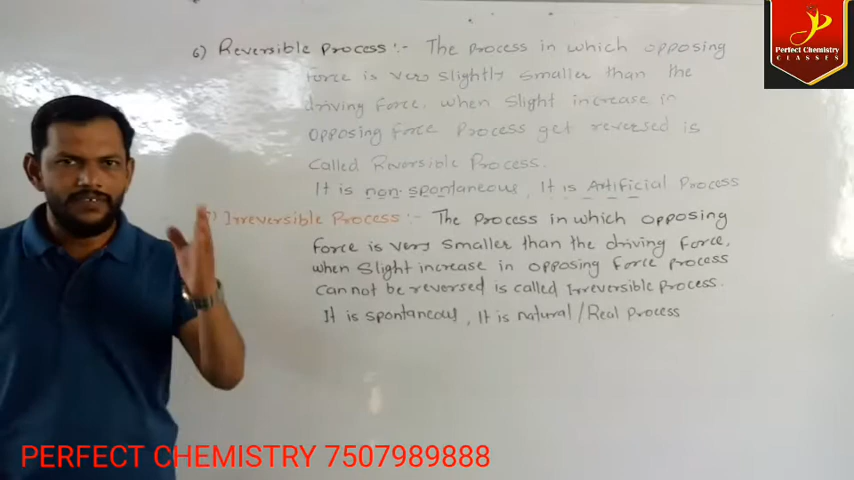 6) Reversible Process :- The process in which opposing
force is very slightly smaller than the
driving force. when slight increase in
opposing force process get reversed is
called Reversible Process.
It is non-spontaneous, It is Artificial Process
7) Irreversible Process :- The process in which opposing
force is very smaller than the driving force,
when slight increase in opposing force process
can not be reversed is called Irreversible Process.
It is spontaneous, It is natural / Real process
Perfect Chemistry
CLASSES
PERFECT CHEMISTRY 7507989888